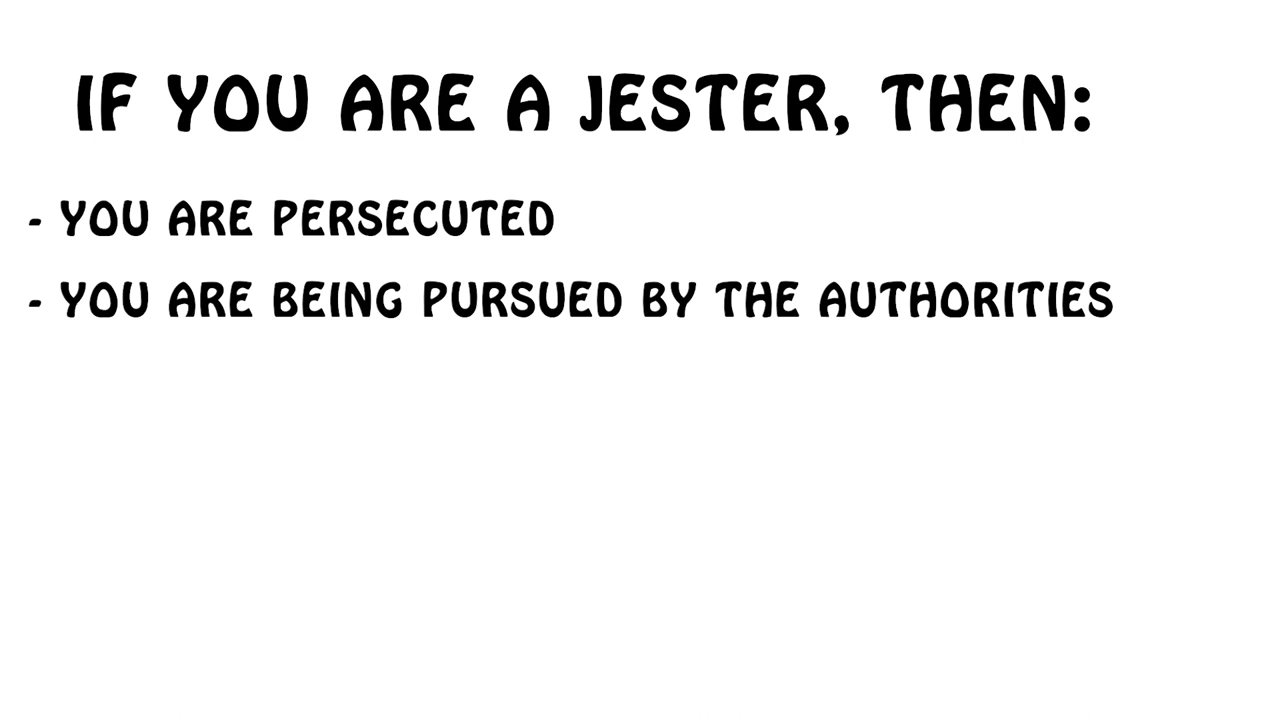 IF YOU ARE A JESTER, THEN:
- YOU ARE PERSECUTED
- YOU ARE BEING PURSUED BY THE AUTHORITIES